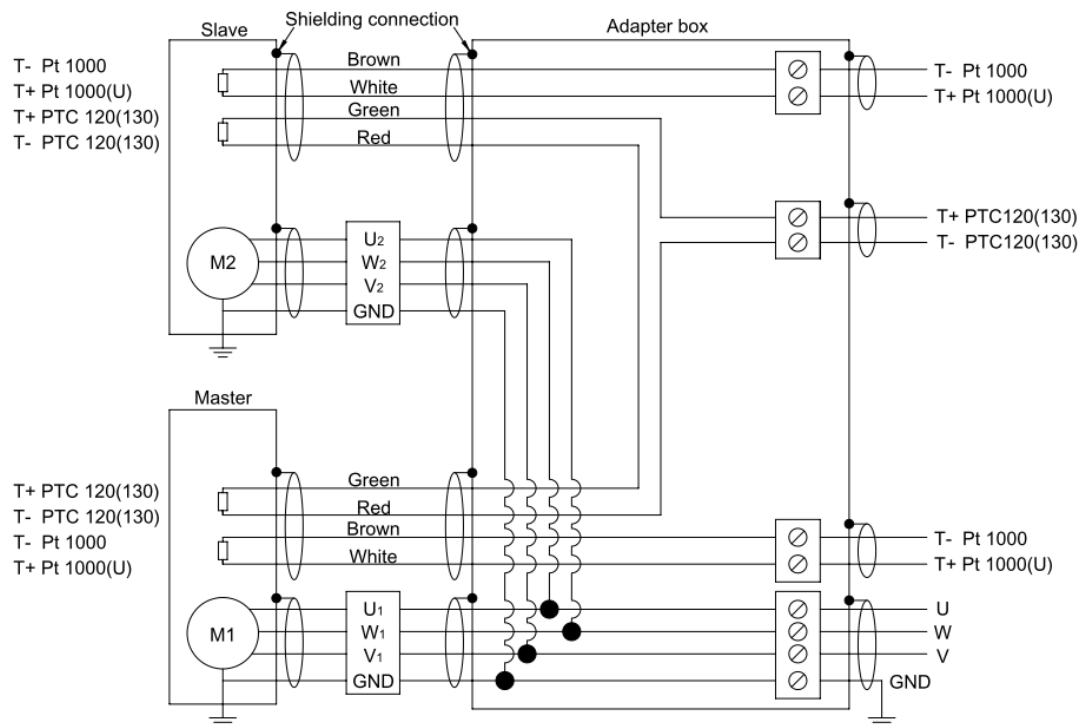 Shielding connection
Slave
Adapter box
T- Pt 1000
T+ Pt 1000(U)
T+ PTC 120(130)
T- PTC 120(130)
Brown
White
Green
Red
T- Pt 1000
T+ Pt 1000(U)
T+ PTC120(130)
T- PTC120(130)
M2
U2
W2
V2
GND
Master
T+ PTC 120(130)
T- PTC 120(130)
T- Pt 1000
T+ Pt 1000(U)
Green
Red
Brown
White
T- Pt 1000
T+ Pt 1000(U)
M1
U1
W1
V1
GND
U
W
V
GND